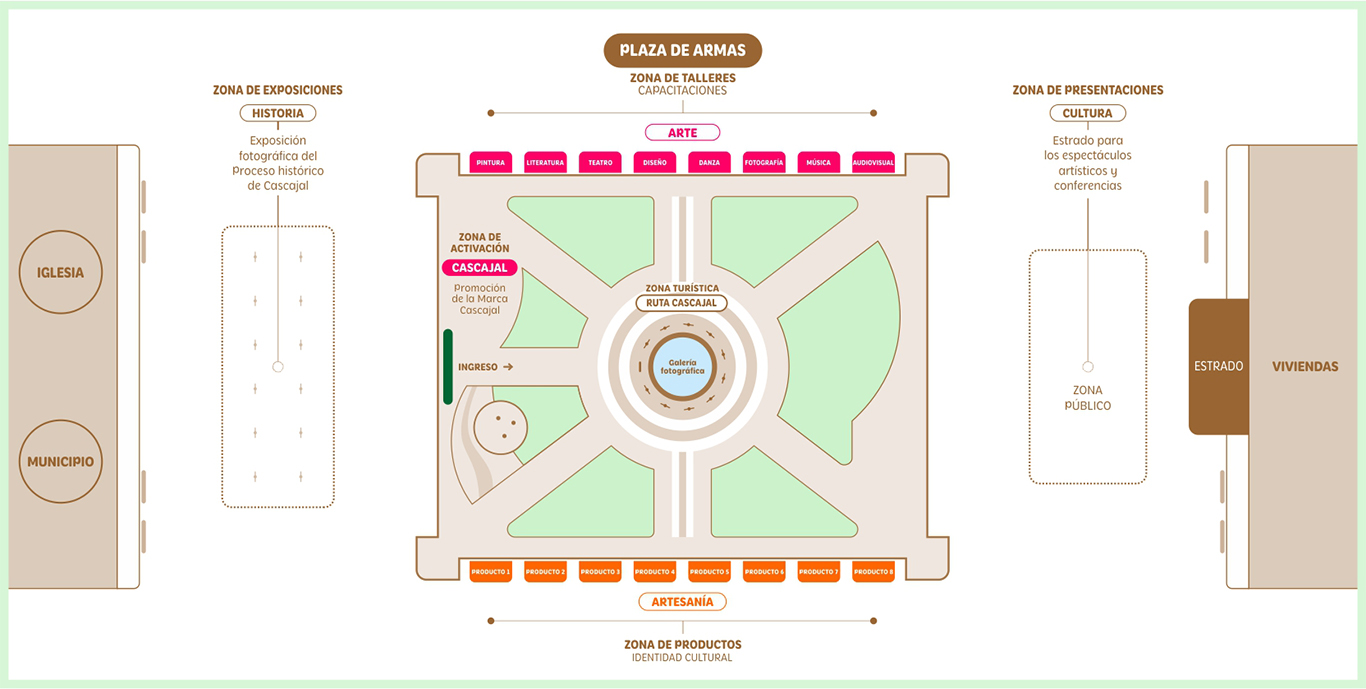 PLAZA DE ARMAS
ZONA DE TALLERES
CAPACITACIONES
ARTE
PINTURA
LITERATURA
TEATRO
DISEÑO
DANZA
FOTOGRAFÍA
MÚSICA
AUDIOVISUAL
ZONA DE EXPOSICIONES
HISTORIA
Exposición
fotográfica del
Proceso histórico
de Cascajal
ZONA DE PRESENTACIONES
CULTURA
Estrado para
los espectáculos
artísticos y
conferencias
IGLESIA
MUNICIPIO
ZONA DE
ACTIVACIÓN
CASCAJAL
Promoción
de la Marca
Cascajal
INGRESO
ZONA TURÍSTICA
RUTA CASCAJAL
Galería
fotográfica
ZONA
PÚBLICO
ESTRADO
VIVIENDAS
PRODUCTO 1
PRODUCTO 2
PRODUCTO 3
PRODUCTO 4
PRODUCTO 5
PRODUCTO 6
PRODUCTO 7
PRODUCTO 8
ARTESANÍA
ZONA DE PRODUCTOS
IDENTIDAD CULTURAL